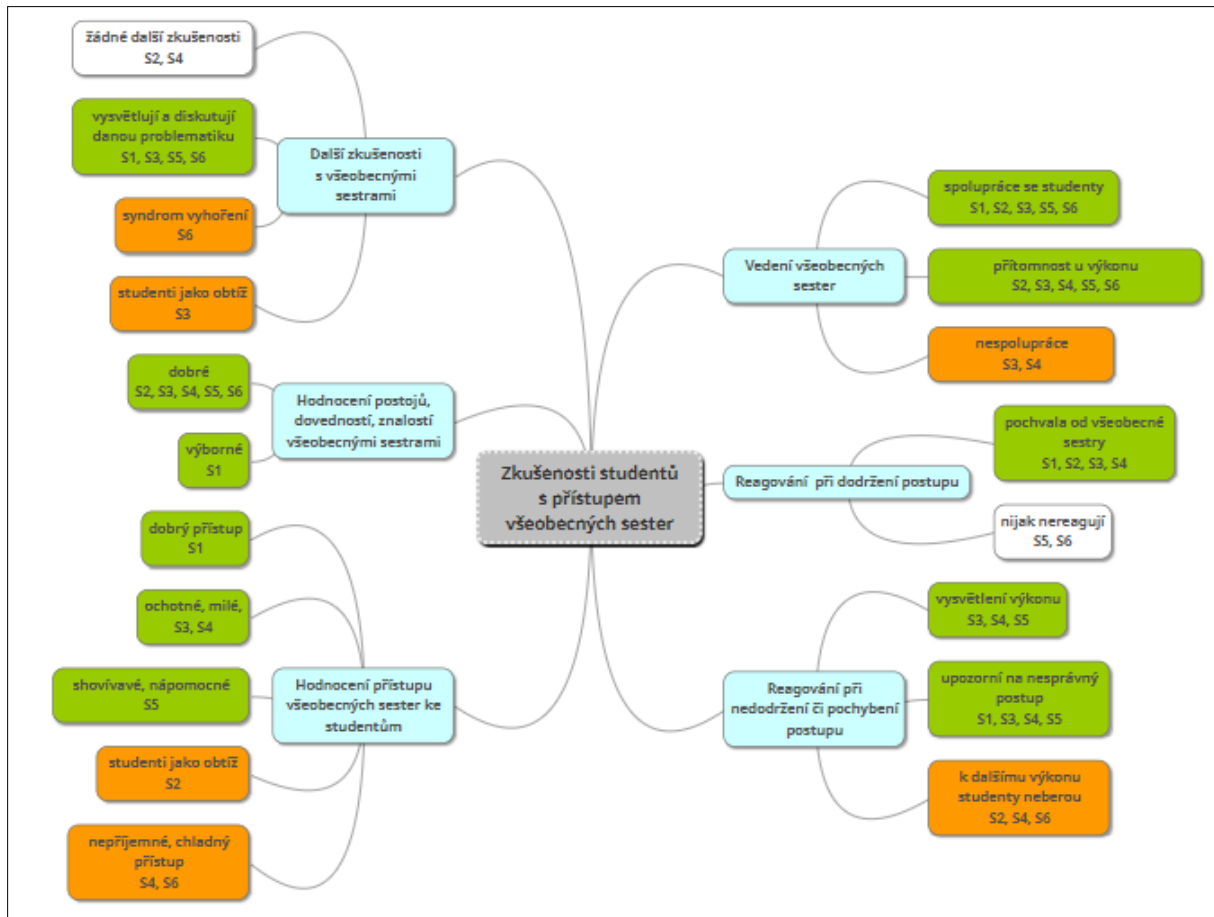 žádné další zkušenosti
S2, S4
vysvětlují a diskutují
danou problematiku
S1, S3, S5, S6
syndrom vyhoření
S6
studenti jako obtíž
S3
Další zkušenosti
s všeobecnými
sestrami
dobré
S2, S3, S4, S5, S6
výborné
S1
Hodnocení postojů,
dovedností, znalostí
všeobecnými sestrami
dobrý přístup
S1
ochotné, milé,
S3, S4
shovívavé, nápomocné
S5
studenti jako obtíž
S2
nepříjemné, chladný
přístup
S4, S6
Hodnocení přístupu
všeobecných sester ke
studentům
Zkušenosti studentů
s přístupem
všeobecných sester
Vedení všeobecných
sester
spolupráce se studenty
S1, S2, S3, S5, S6
přítomnost u výkonu
S2, S3, S4, S5, S6
nespolupráce
S3, S4
Reagování při dodržení postupu
pochvala od všeobecné
sestry
S1, S2, S3, S4
nijak nereagují
S5, S6
Reagování při
nedodržení či pochybení
postupu
vysvětlení výkonu
S3, S4, S5
upozorní na nesprávný
postup
S1, S3, S4, S5
k dalšímu výkonu
studenty neberou
S2, S4, S6